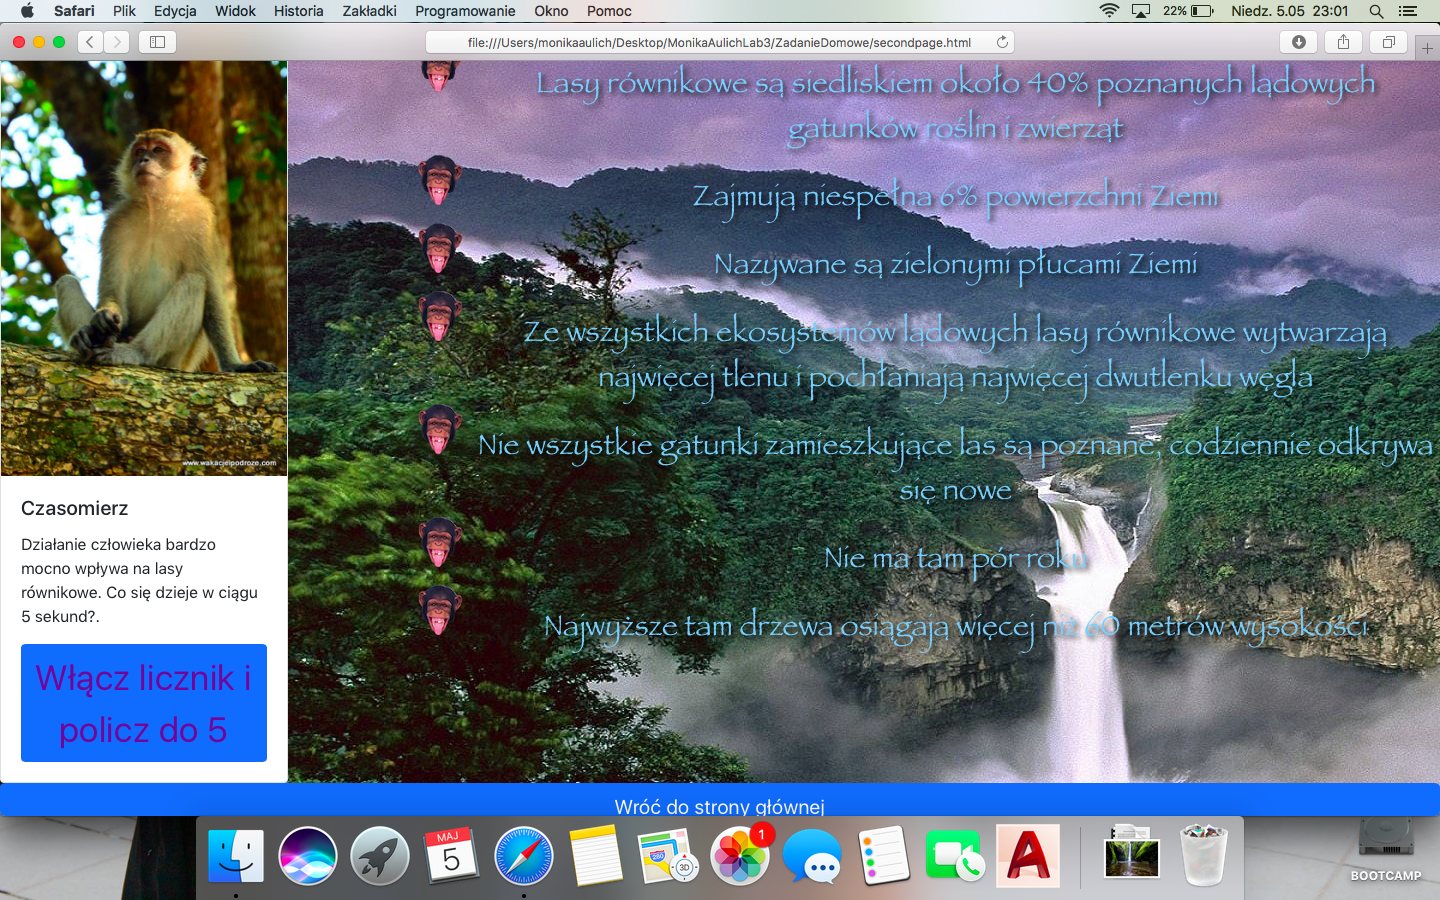 Safari Plik Edycja Widok Historia Zakładki Programowanie Okno Pomoc 22% Niedz. 5.05 23:01
file:///Users/monikaaulich/Desktop/MonikaAulichLab3/ZadanieDomowe/secondpage.html
Lasy równikowe są siedliskiem około 40% poznanych lądowych
gatunków roślin i zwierząt
Zajmują niespełna 6% powierzchni Ziemi
Nazywane są zielonymi płucami Ziemi
Ze wszystkich ekosystemów lądowych lasy równikowe wytwarzają
najwięcej tlenu i pochłaniają najwięcej dwutlenku węgla
Nie wszystkie gatunki zamieszkujące las są poznane, codziennie odkrywa
się nowe
Nie ma tam pór roku
Najwyższe tam drzewa osiągają więcej niż 60 metrów wysokości
www.wakacjeipodroze.com
Czasomierz
Działanie człowieka bardzo
mocno wpływa na lasy
równikowe. Co się dzieje w ciągu
5 sekund?.
Włącz licznik i
policz do 5
Wróć do strony głównej
MAJ
5
280
3D
1
BOOTCAMP